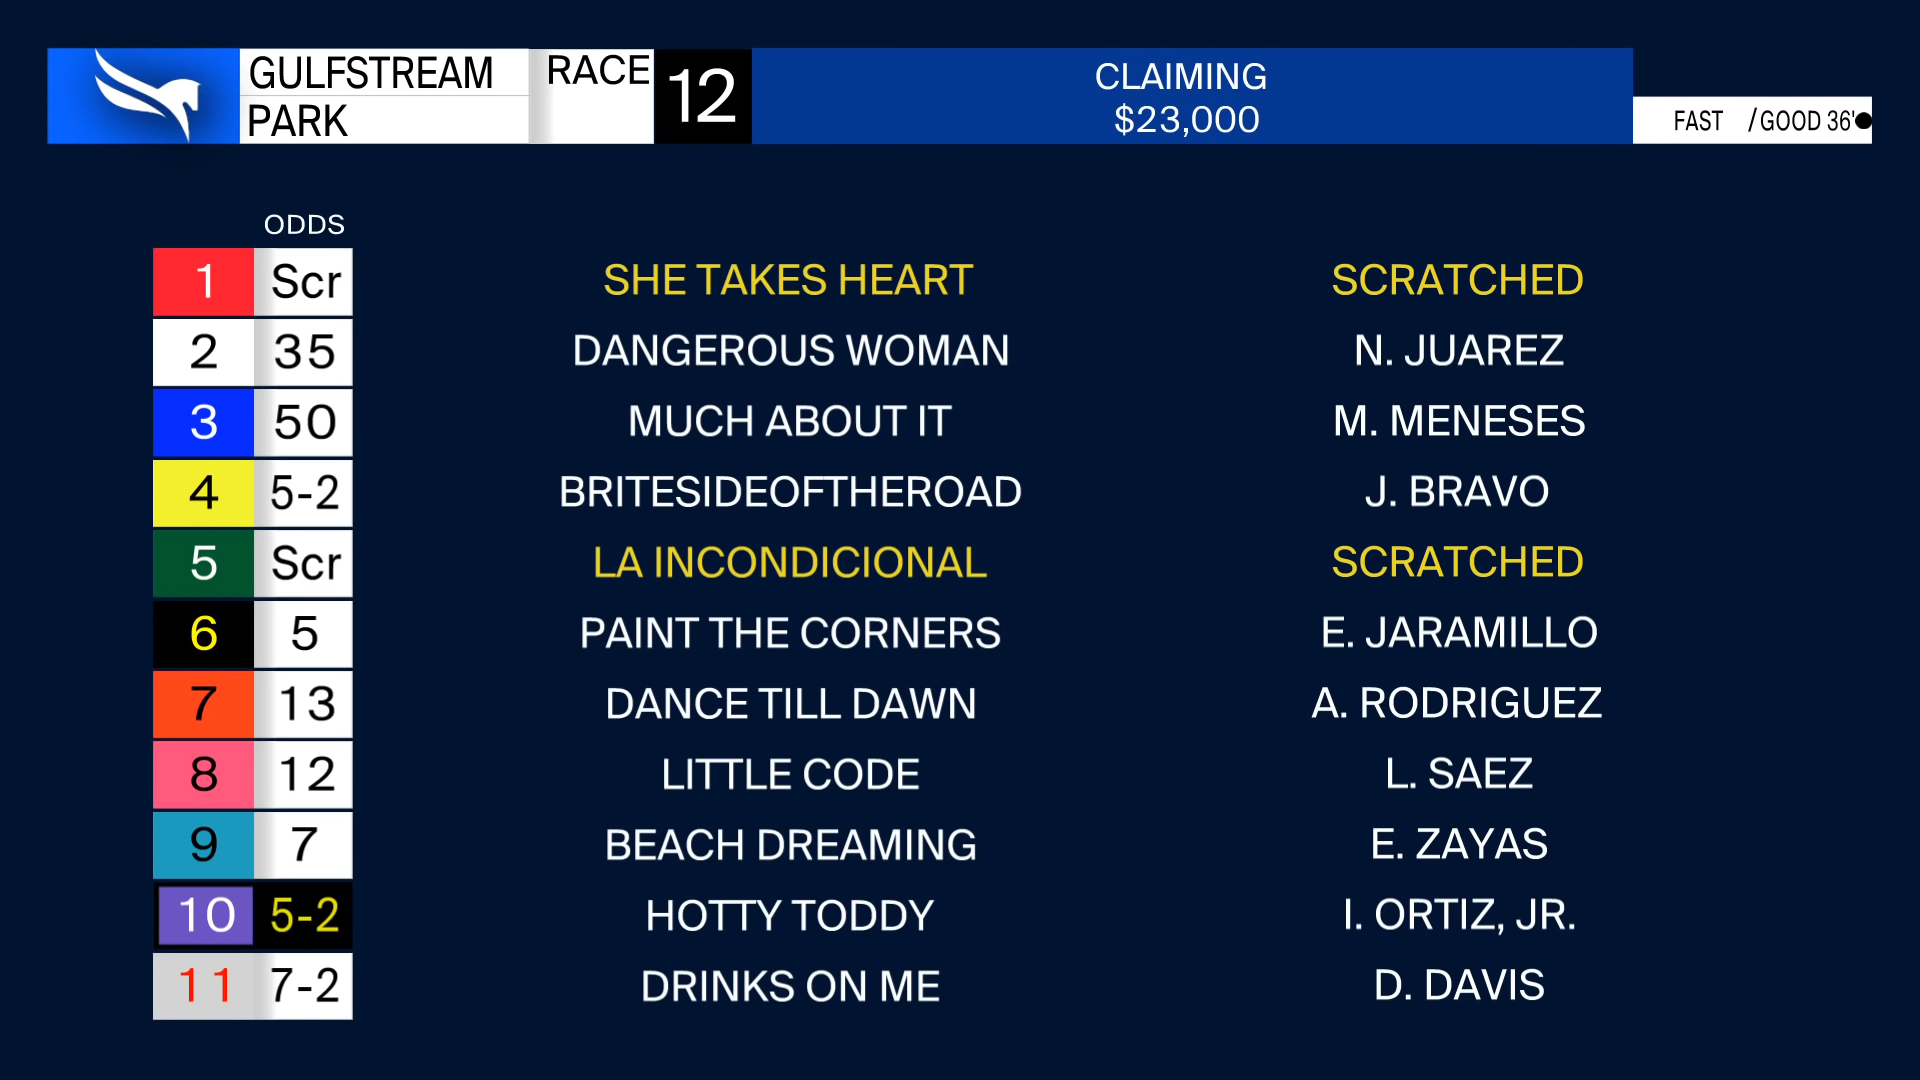 GULFSTREAM
PARK
RACE
12
CLAIMING
$23,000
FAST /GOOD 36'
ODDS
1 Scr SHE TAKES HEART SCRATCHED
2 35 DANGEROUS WOMAN N. JUAREZ
3 50 MUCH ABOUT IT M. MENESES
4 5-2 BRITESIDEOFTHEROAD J. BRAVO
5 Scr LA INCONDICIONAL SCRATCHED
6 5 PAINT THE CORNERS E. JARAMILLO
7 13 DANCE TILL DAWN A. RODRIGUEZ
8 12 LITTLE CODE L. SAEZ
9 7 BEACH DREAMING E. ZAYAS
10 5-2 HOTTY TODDY I. ORTIZ, JR.
11 7-2 DRINKS ON ME D. DAVIS